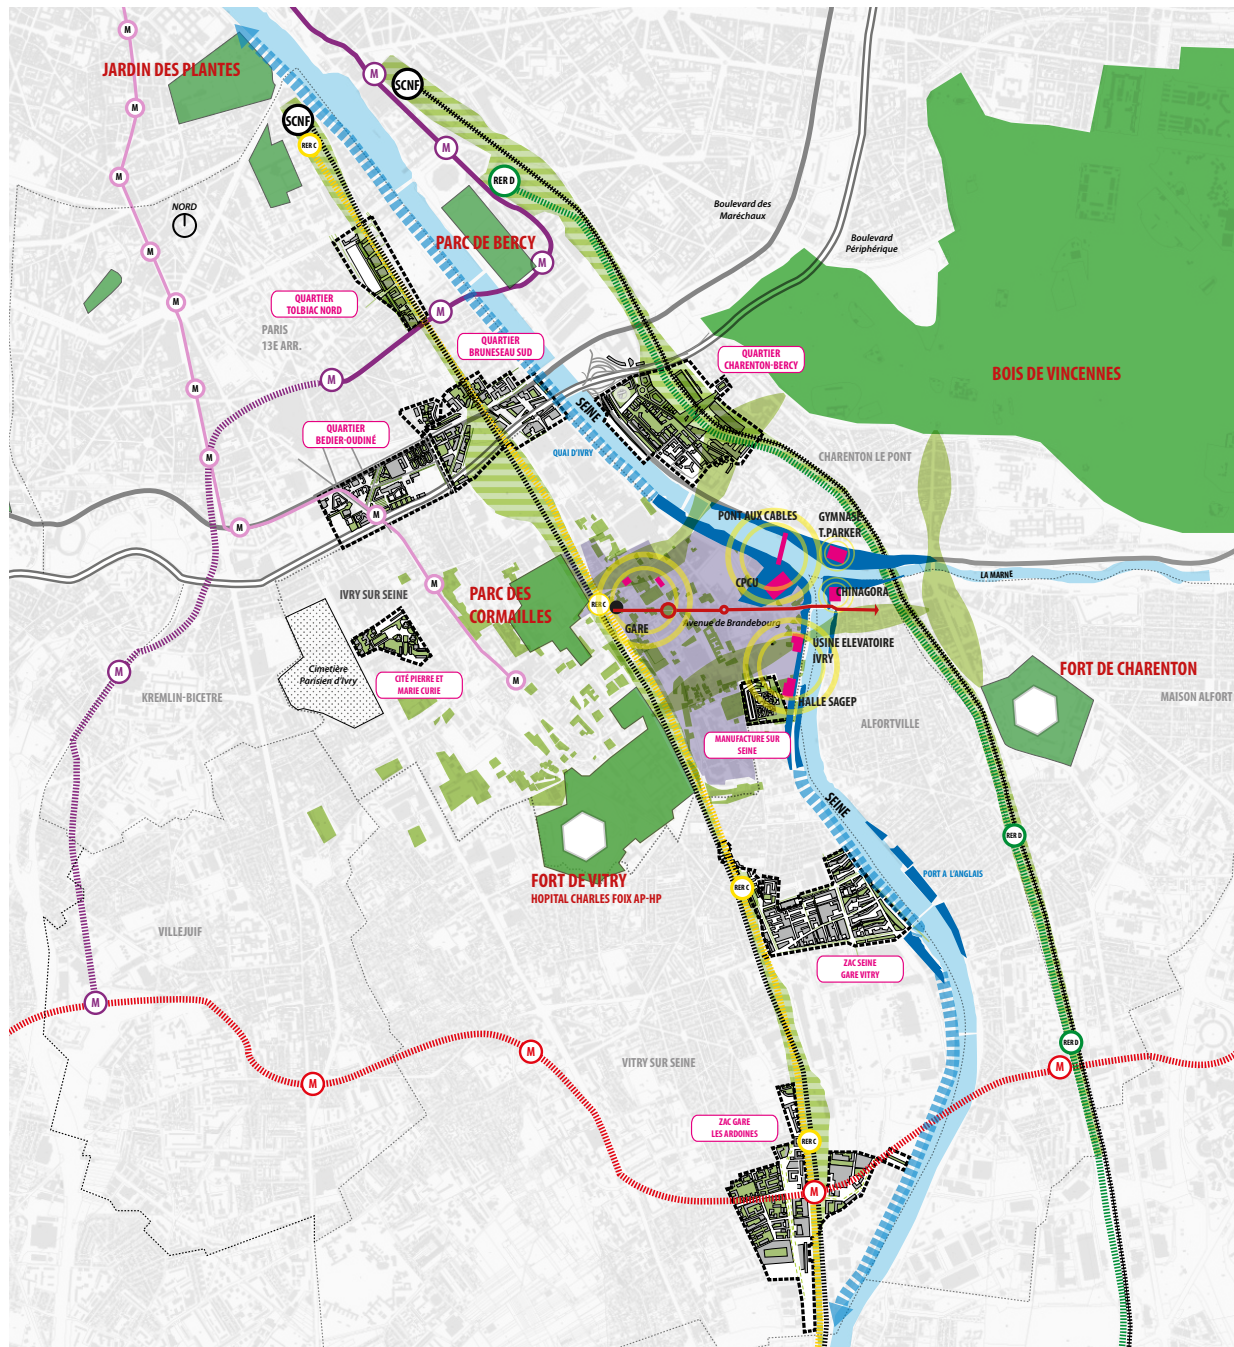 M
JARDIN DES PLANTES
M
SCNF
M
SCNF
RER C
M
M
RER D
NORD
Boulevard des
Maréchaux
Boulevard
Périphérique
M
PARC DE BERCY
M
M
QUARTIER
TOLBIAC NORD
M
PARIS
13E ARR.
QUARTIER
BRUNESEAU SUD
QUARTIER
CHARENTON-BERCY
M
M
BOIS DE VINCENNES
SEINE
QUARTIER
BEDIER-OUDINÉ
QUAI D'IVRY
CHARENTON LE PONT
M
M
M
PONT AUX CABLES
GYMNASE
T.PARKER
LA MARNE
M
CPCU
CHINAGORA
IVRY SUR SEINE
PARC DES
CORMAILLES
RER C
GARE
Avenue de Brandebourg
USINE ELEVATOIRE
IVRY
Cimetière
Parisien d'Ivry
M
M
CITÉ PIERRE ET
MARIE CURIE
FORT DE CHARENTON
KREMLIN-BICETRE
HALLE SAGEP
MAISON ALFORT
ALFORTVILLE
MANUFACTURE SUR
SEINE
SEINE
RER D
FORT DE VITRY
HOPITAL CHARLES FOIX AP-HP
RER C
PORT A L'ANGLAIS
VILLEJUIF
ZAC SEINE
GARE VITRY
M
RER D
M
VITRY SUR SEINE
M
M
ZAC GARE
LES ARDOINES
RER C
M